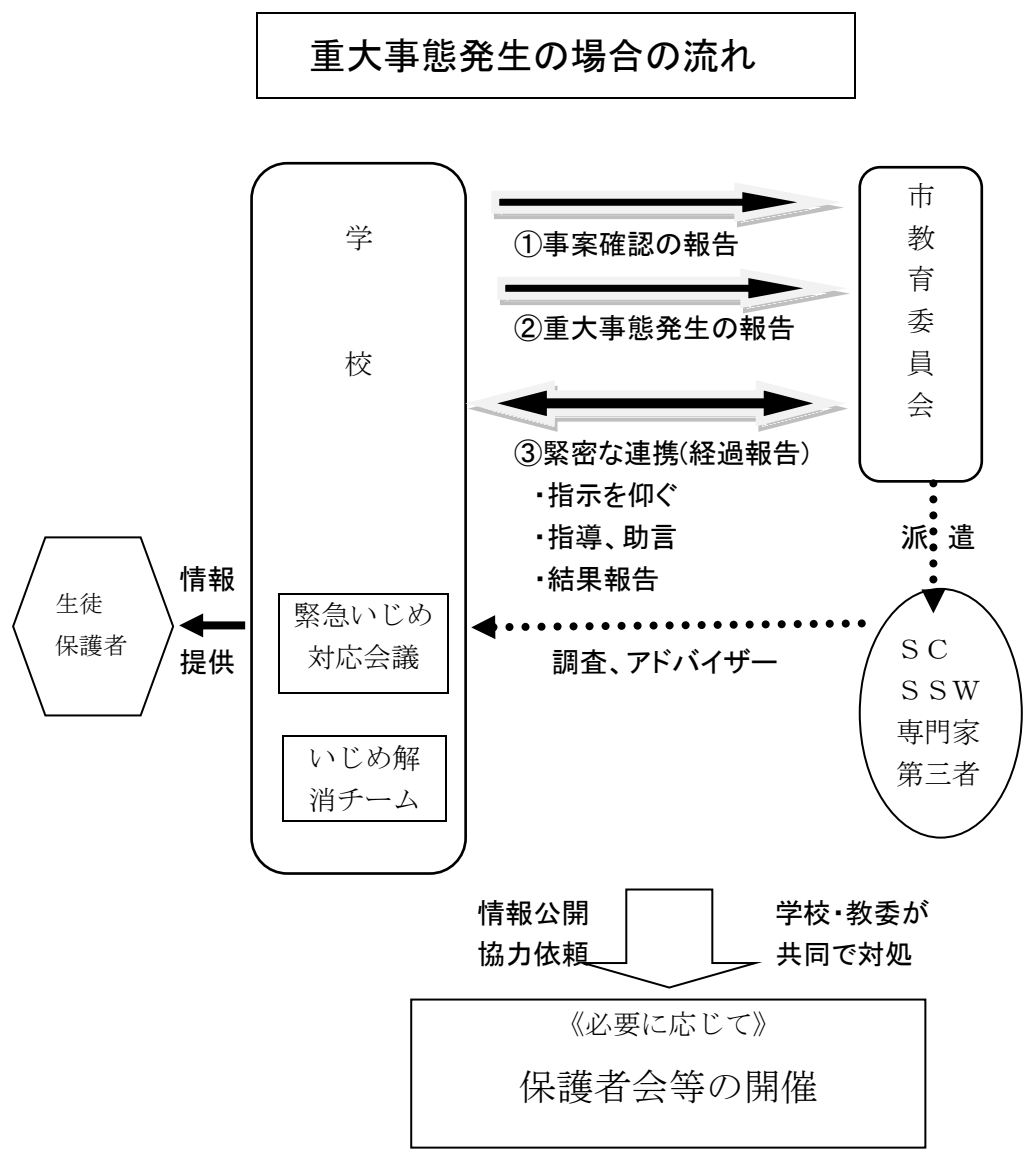 重大事態発生の場合の流れ
学
校
①事案確認の報告
②重大事態発生の報告
③緊密な連携(経過報告)
・指示を仰ぐ
・指導、助言
・結果報告
市
教
育
委
員
会
派遣
情報
提供
生徒
保護者
緊急いじめ
対応会議
いじめ解
消チーム
調査、アドバイザー
ＳＣ
ＳＳＷ
専門家
第三者
情報公開
協力依頼
学校・教委が
共同で対処
《必要に応じて》
保護者会等の開催